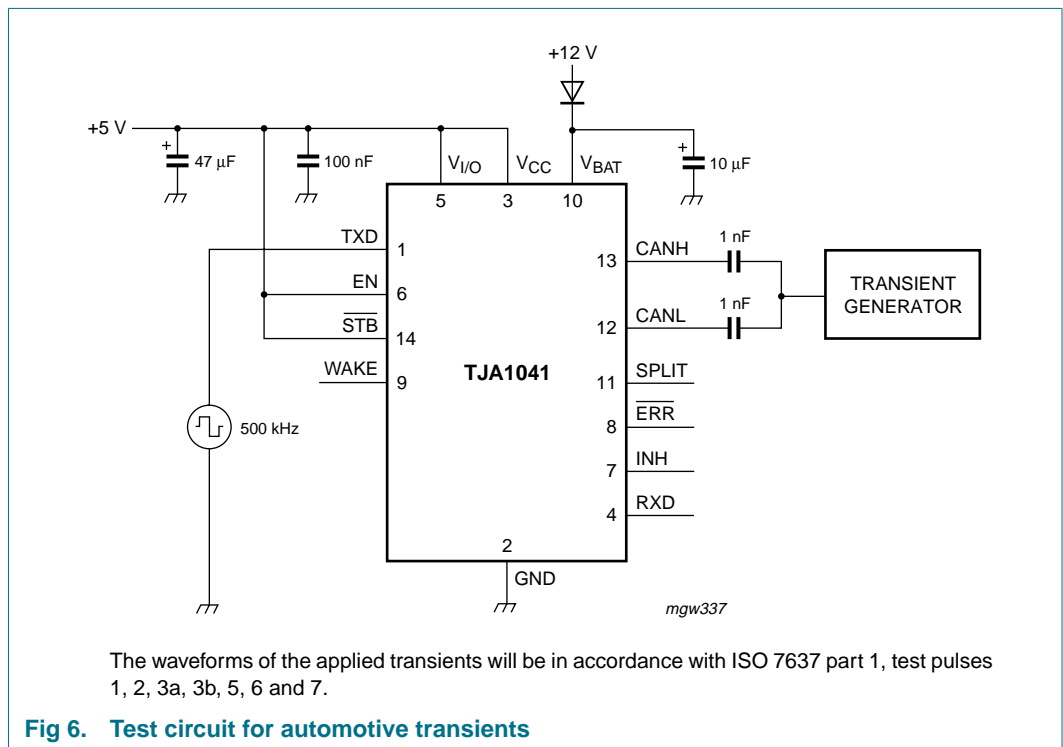 +12 V
+5 V
+
47 μF
100 nF
V_I/O
V_CC
V_BAT
+
10 μF
5
3
10
TXD
1
13
CANH
1 nF
EN
6
TRANSIENT
GENERATOR
1 nF
12
CANL
S̅T̅B̅
14
WAKE
9
TJA1041
11
SPLIT
8
E̅R̅R̅
500 kHz
7
INH
4
RXD
2
GND
mgw337
The waveforms of the applied transients will be in accordance with ISO 7637 part 1, test pulses
1, 2, 3a, 3b, 5, 6 and 7.
Fig 6. Test circuit for automotive transients